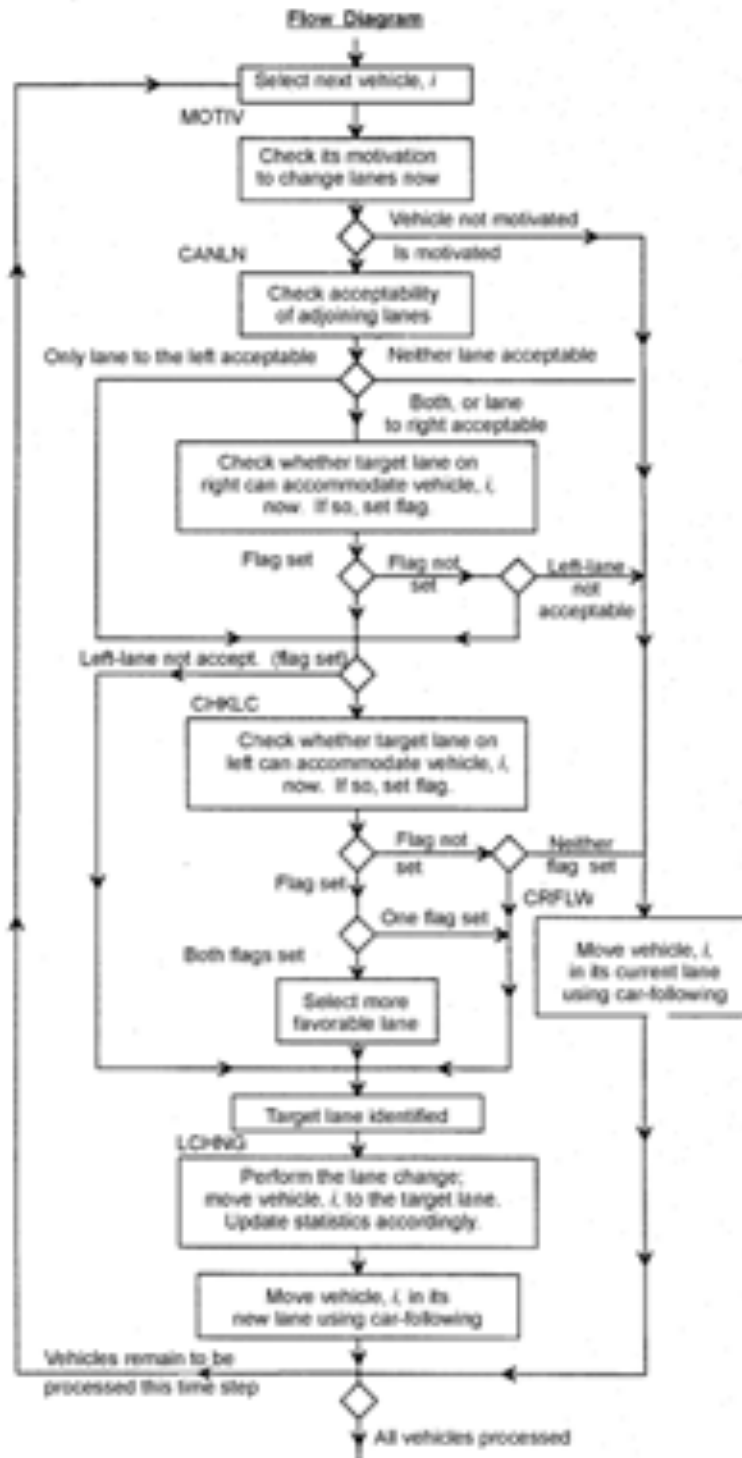 Flow Diagram
Select next vehicle, i
MOTIV
Check its motivation
to change lanes now
Vehicle not motivated
CANLN
Is motivated
Check acceptability
of adjoining lanes
Only lane to the left acceptable
Neither lane acceptable
Both, or lane
to right acceptable
Check whether target lane on
right can accommodate vehicle, i,
now. If so, set flag.
Flag set
Flag not
set
Left-lane
not
acceptable
Left-lane not accept. (flag set)
CHKLC
Check whether target lane on
left can accommodate vehicle, i,
now. If so, set flag.
Flag not
set
Neither
flag set
Flag set
CRFLW
One flag set
Both flags set
Move vehicle, i,
in its current lane
using car-following
Select more
favorable lane
Target lane identified
LCHNG
Perform the lane change;
move vehicle, i, to the target lane.
Update statistics accordingly.
Move vehicle, i, in its
new lane using car-following
Vehicles remain to be
processed this time step
All vehicles processed